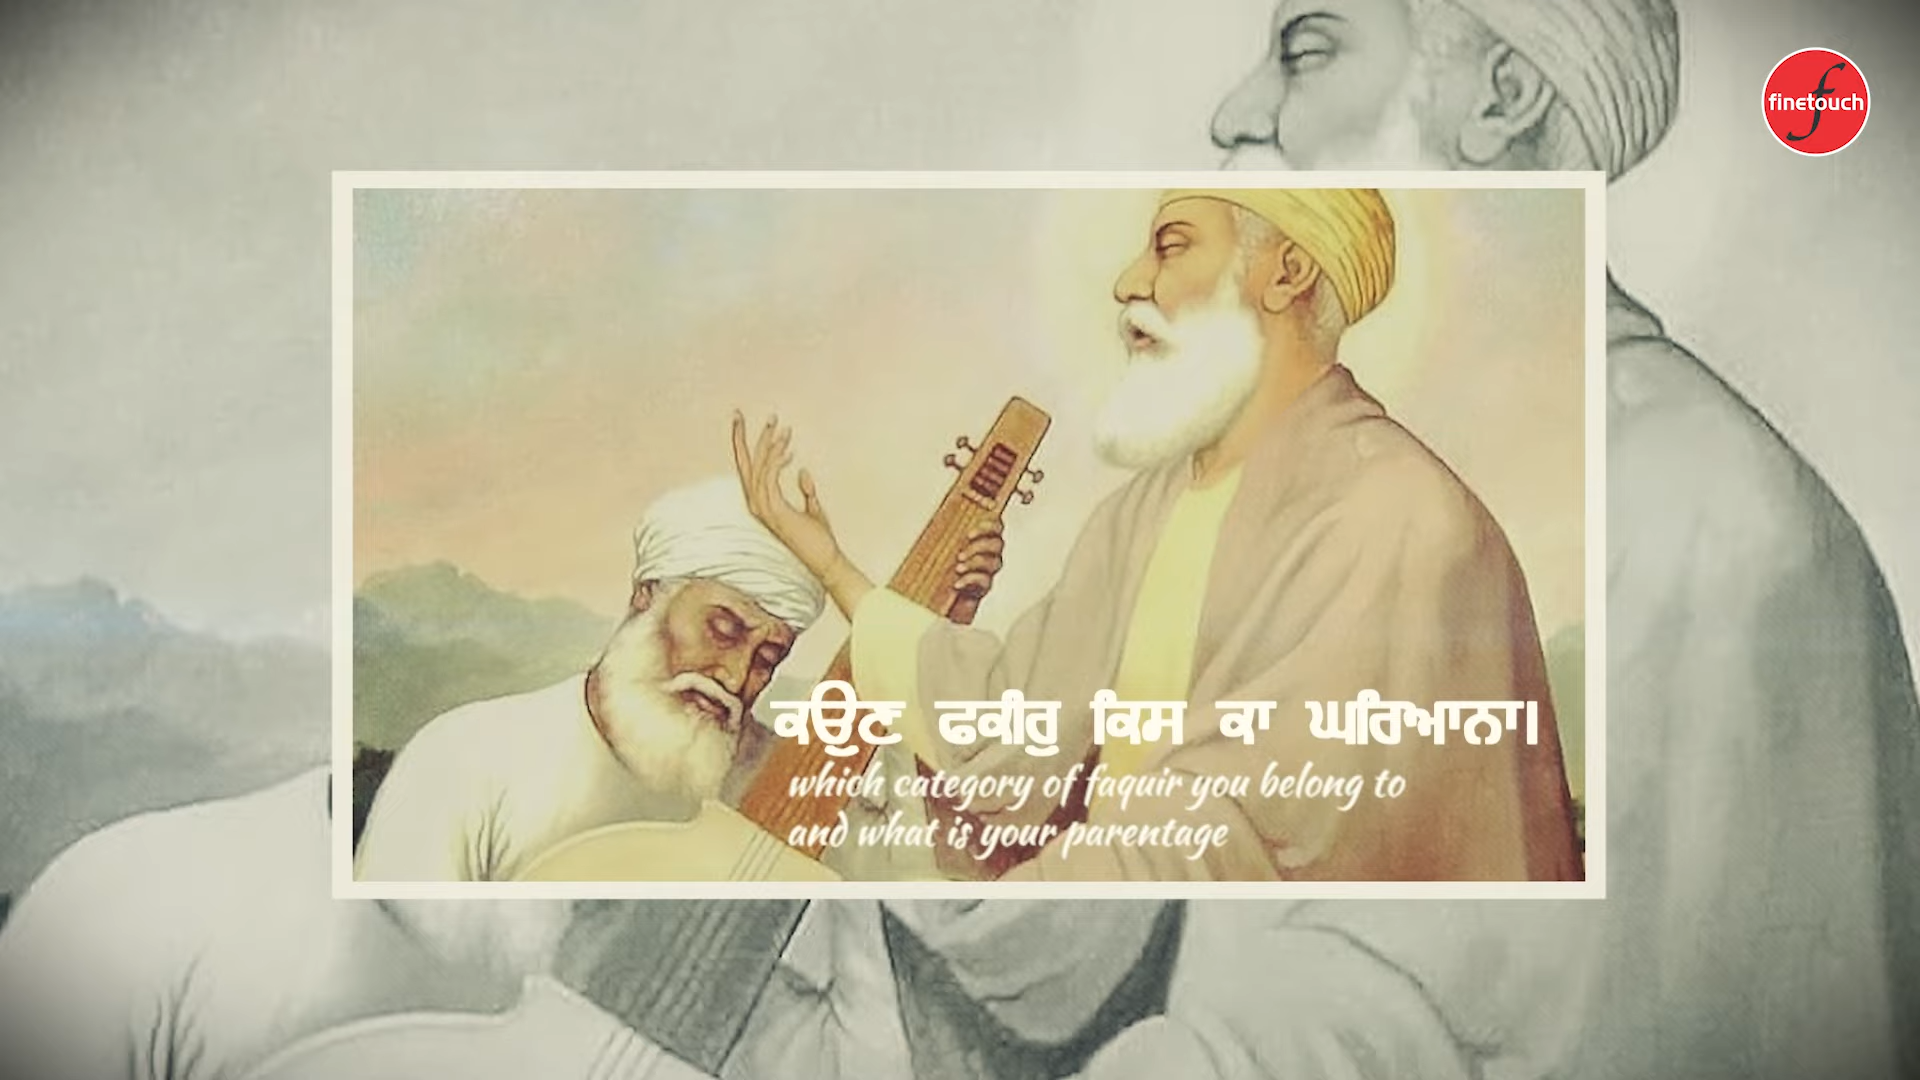 finetouch
ਕਉਣ ਫਕੀਰੁ ਕਿਸ ਕਾ ਘਰਿਆਨਾ।
which category of faquir you belong to
and what is your parentage